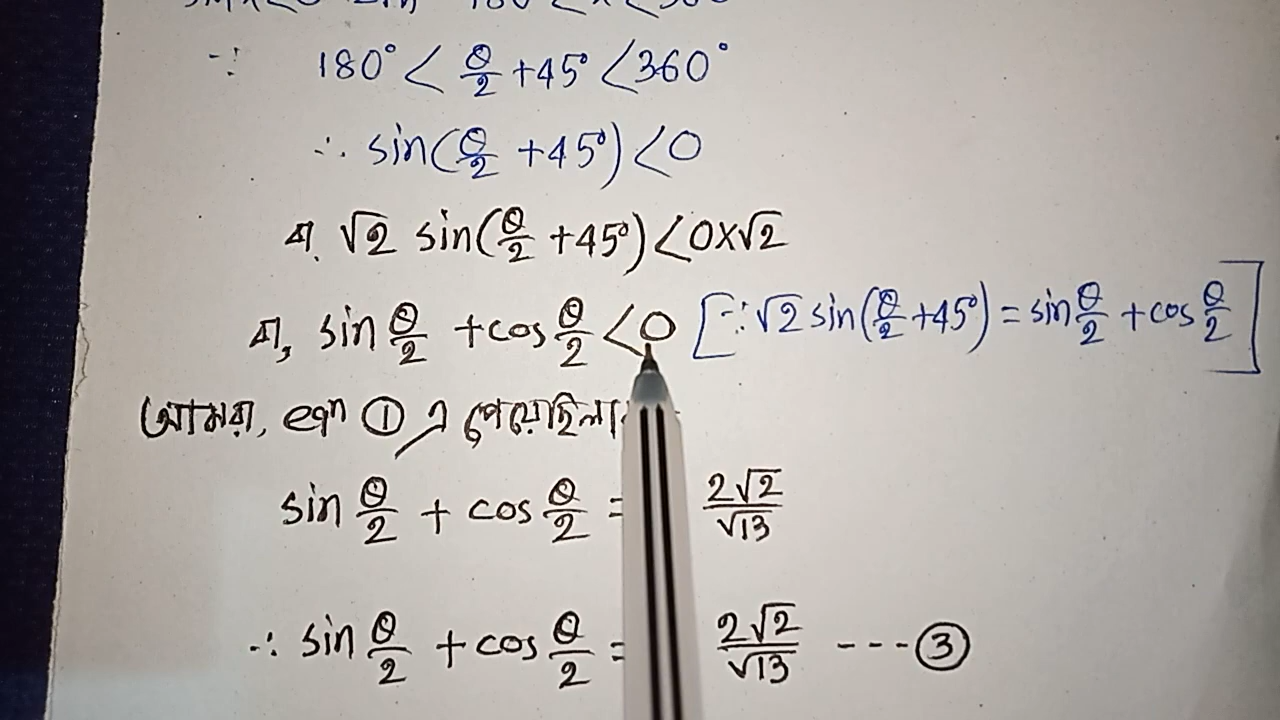 ∵ 180° < θ/2 + 45° < 360°
∴ sin(θ/2 + 45°) < 0
বা, √2 sin(θ/2 + 45°) < 0×√2
বা, sin θ/2 + cos θ/2 < 0 [∵ √2 sin(θ/2 + 45°) = sin θ/2 + cos θ/2]
আমরা, eqn ① এ
sin θ/2 + cos θ/2 = 2√2/√13
∴ sin θ/2 + cos θ/2 = 2√2/√13 ---- ③